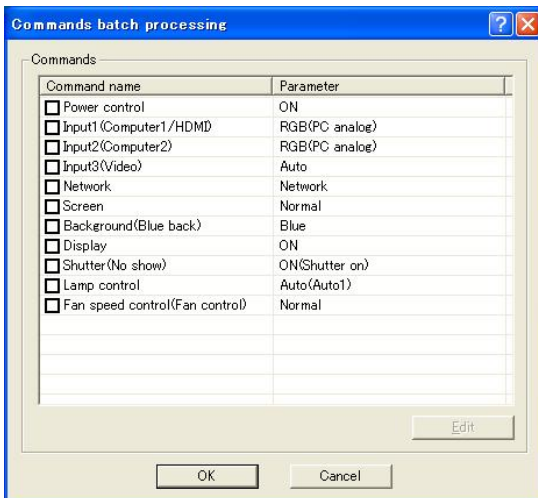 Commands batch processing
Commands
Command name Parameter
Power control ON
Input1(Computer1/HDMI) RGB(PC analog)
Input2(Computer2) RGB(PC analog)
Input3(Video) Auto
Network Network
Screen Normal
Background(Blue back) Blue
Display ON
Shutter(No show) ON(Shutter on)
Lamp control Auto(Auto1)
Fan speed control(Fan control) Normal
Edit
OK Cancel